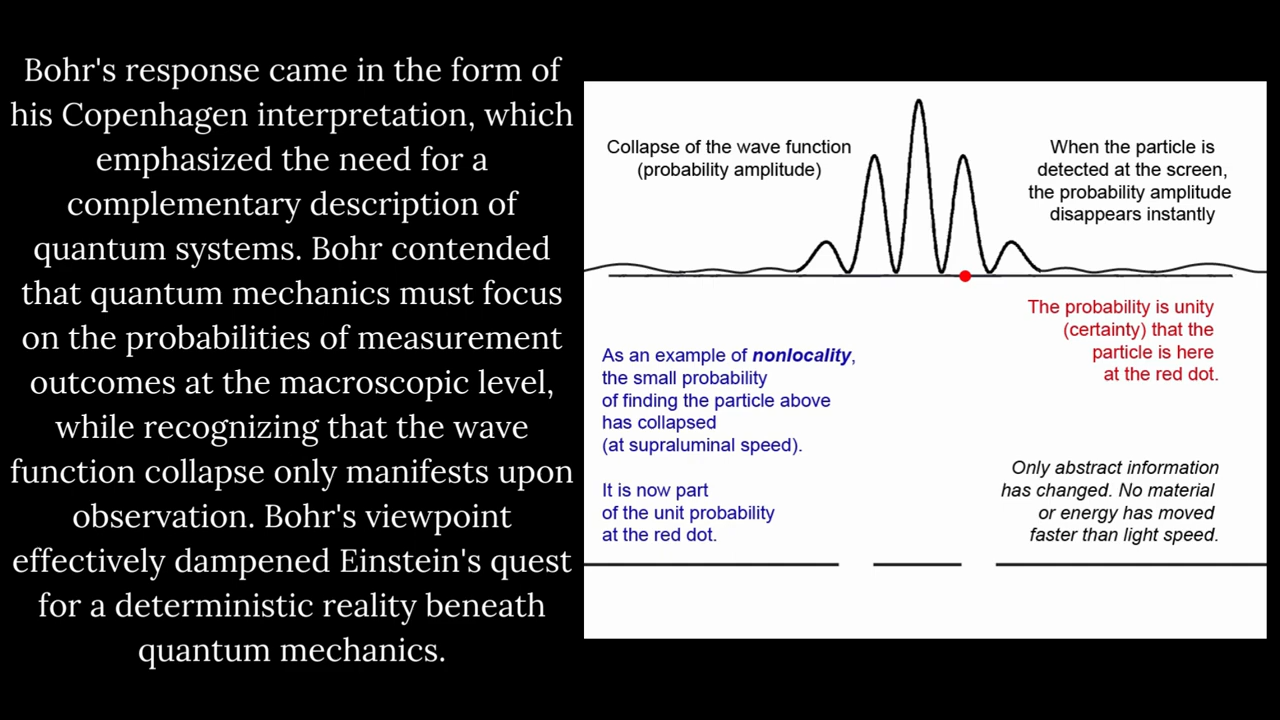 Bohr's response came in the form of
his Copenhagen interpretation, which
emphasized the need for a
complementary description of
quantum systems. Bohr contended
that quantum mechanics must focus
on the probabilities of measurement
outcomes at the macroscopic level,
while recognizing that the wave
function collapse only manifests upon
observation. Bohr's viewpoint
effectively dampened Einstein's quest
for a deterministic reality beneath
quantum mechanics.
Collapse of the wave function
(probability amplitude)
When the particle is
detected at the screen,
the probability amplitude
disappears instantly
The probability is unity
(certainty) that the
particle is here
at the red dot.
As an example of nonlocality,
the small probability
of finding the particle above
has collapsed
(at supraluminal speed).
It is now part
of the unit probability
at the red dot.
Only abstract information
has changed. No material
or energy has moved
faster than light speed.